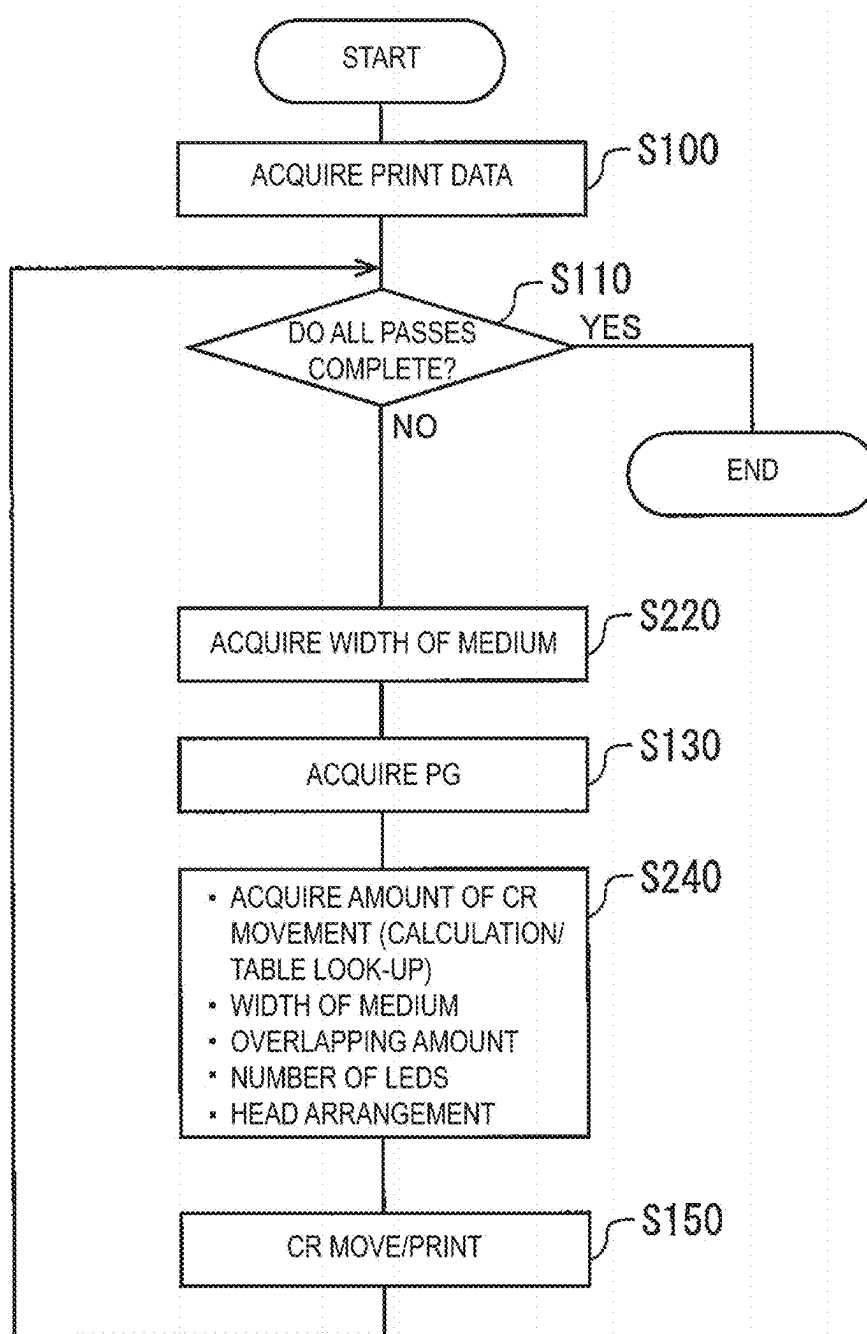 START
ACQUIRE PRINT DATA
S100
S110
DO ALL PASSES
COMPLETE?
YES
NO
END
ACQUIRE WIDTH OF MEDIUM
S220
ACQUIRE PG
S130
• ACQUIRE AMOUNT OF CR
MOVEMENT (CALCULATION/
TABLE LOOK-UP)
• WIDTH OF MEDIUM
• OVERLAPPING AMOUNT
• NUMBER OF LEDS
• HEAD ARRANGEMENT
S240
CR MOVE/PRINT
S150